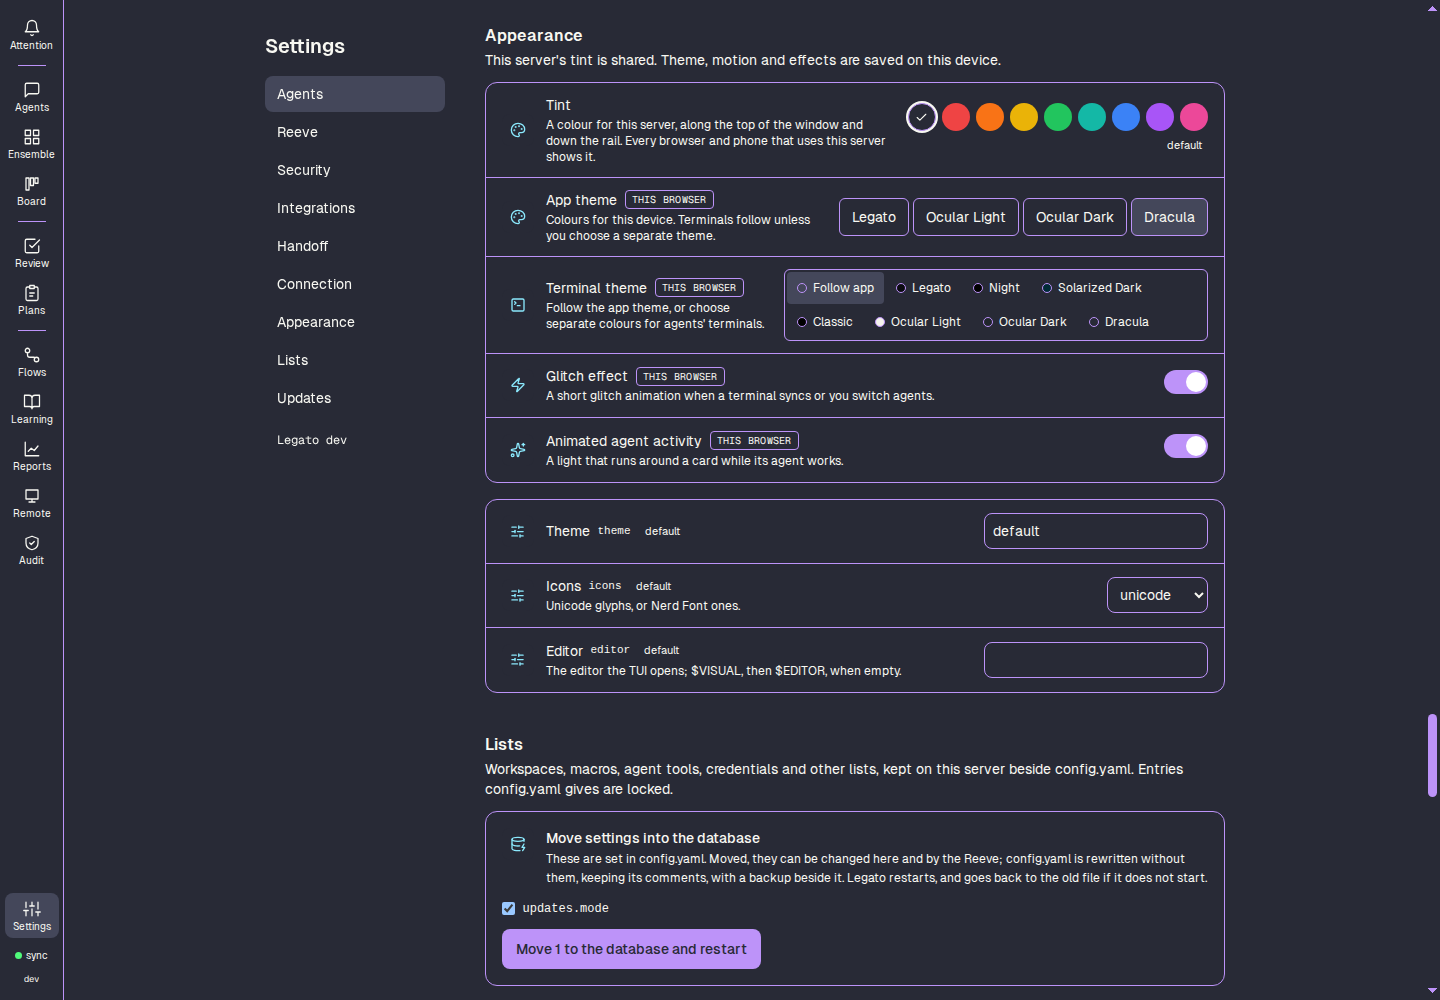 Attention
Agents
Ensemble
Board
Review
Plans
Flows
Learning
Reports
Remote
Audit
Settings
sync
dev
Settings
Agents
Reeve
Security
Integrations
Handoff
Connection
Appearance
Lists
Updates
Legato dev
Appearance
This server's tint is shared. Theme, motion and effects are saved on this device.
Tint
A colour for this server, along the top of the window and
down the rail. Every browser and phone that uses this server
shows it.
default
App theme THIS BROWSER
Colours for this device. Terminals follow unless
you choose a separate theme.
Legato Ocular Light Ocular Dark Dracula
Terminal theme THIS BROWSER
Follow the app theme, or choose
separate colours for agents' terminals.
Follow app Legato Night Solarized Dark
Classic Ocular Light Ocular Dark Dracula
Glitch effect THIS BROWSER
A short glitch animation when a terminal syncs or you switch agents.
Animated agent activity THIS BROWSER
A light that runs around a card while its agent works.
Theme theme default
default
Icons icons default
Unicode glyphs, or Nerd Font ones.
unicode
Editor editor default
The editor the TUI opens; $VISUAL, then $EDITOR, when empty.
Lists
Workspaces, macros, agent tools, credentials and other lists, kept on this server beside config.yaml. Entries
config.yaml gives are locked.
Move settings into the database
These are set in config.yaml. Moved, they can be changed here and by the Reeve; config.yaml is rewritten without
them, keeping its comments, with a backup beside it. Legato restarts, and goes back to the old file if it does not start.
updates.mode
Move 1 to the database and restart